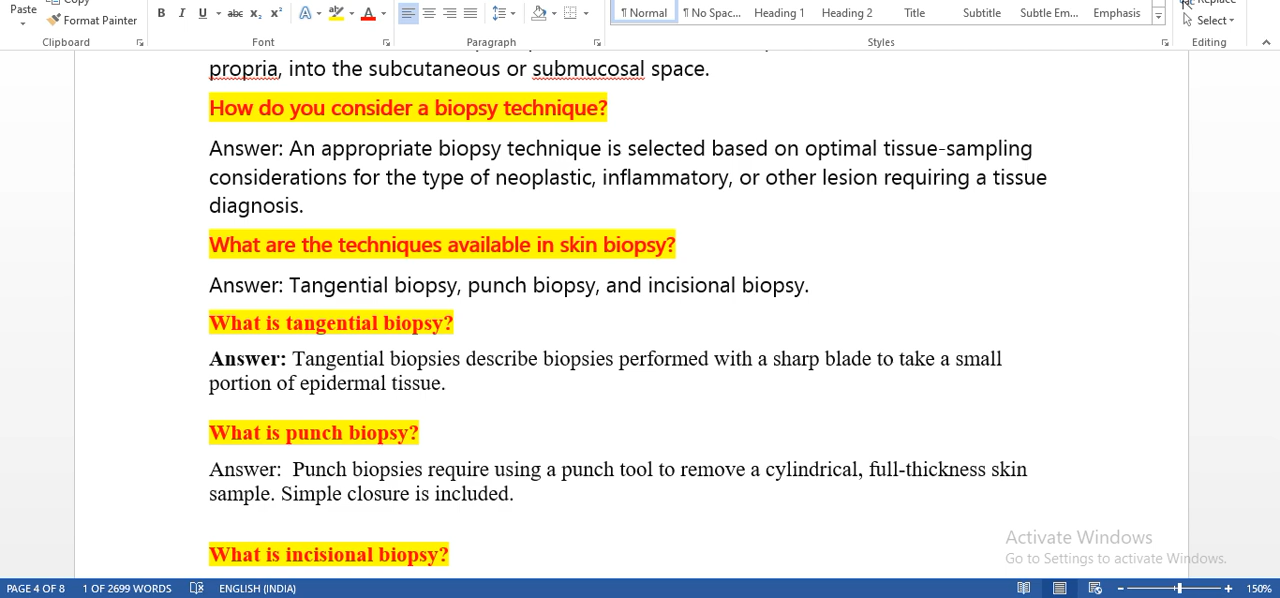 Copy
Replace
Paste
Format Painter
B I U abc x₂ x² A ab A
¶ Normal ¶ No Spac... Heading 1 Heading 2 Title Subtitle Subtle Em... Emphasis
Select
Clipboard Font Paragraph Styles Editing
propria, into the subcutaneous or submucosal space.
How do you consider a biopsy technique?
Answer: An appropriate biopsy technique is selected based on optimal tissue-sampling
considerations for the type of neoplastic, inflammatory, or other lesion requiring a tissue
diagnosis.
What are the techniques available in skin biopsy?
Answer: Tangential biopsy, punch biopsy, and incisional biopsy.
What is tangential biopsy?
Answer: Tangential biopsies describe biopsies performed with a sharp blade to take a small
portion of epidermal tissue.
What is punch biopsy?
Answer:  Punch biopsies require using a punch tool to remove a cylindrical, full-thickness skin
sample. Simple closure is included.
What is incisional biopsy?
Activate Windows
Go to Settings to activate Windows.
PAGE 4 OF 8 1 OF 2699 WORDS ENGLISH (INDIA) 150%